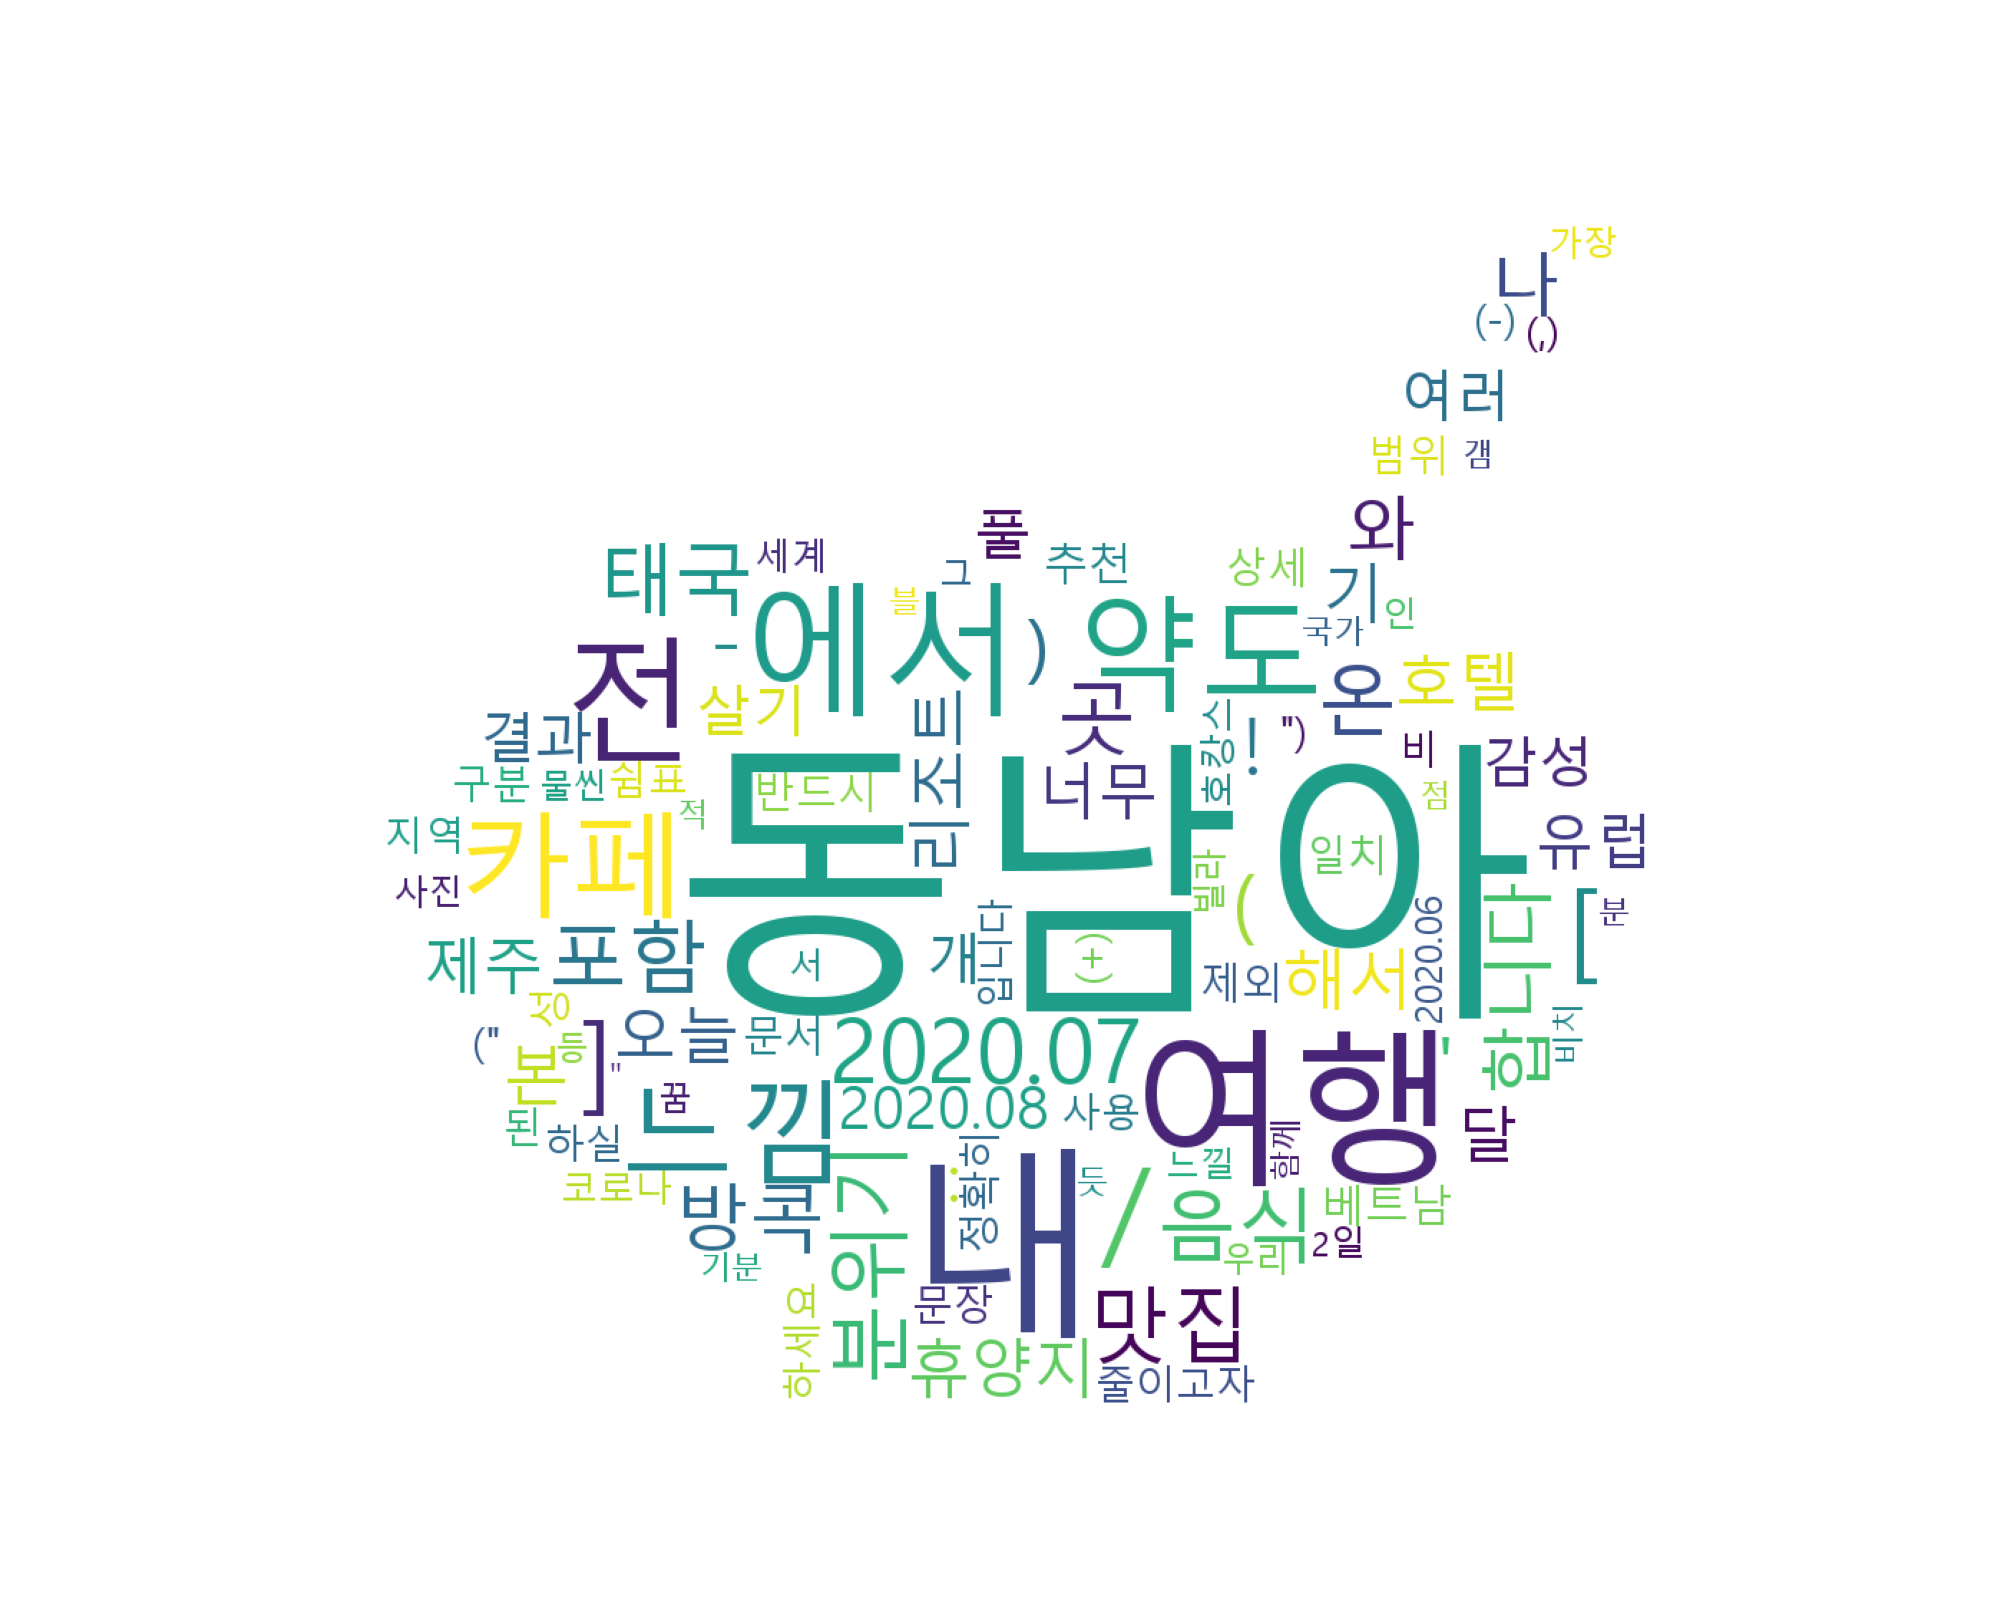 가장
나
(-) (,)
여러
범위 갬
와
풀
태국 세계 그 추천 상세 기 인
블
에서 ) 약도 국가
-
전 살기 곳 온 호텔
결과 리조트 너무 호캉스 ! ") 비 감성
구분 물씬 쉼표 반드시 점
지역 카페 적 동남아 일치 유럽
사진 빌라 ( [ 분
제주 포함 서 개 입니다 (+) 제외 해서 2020.06 합니다
성 오늘 문서 2020.07 ' 비치
(" 본 등 ] "
된 하실 느낌 꿈 2020.08 사용 여행 달
코로나 방콕 분위기 : 정확히 내 듯 / 느낄 함께 음식 베트남
기분 우리 2일
하세요 문장 맛집
휴양지 줄이고자